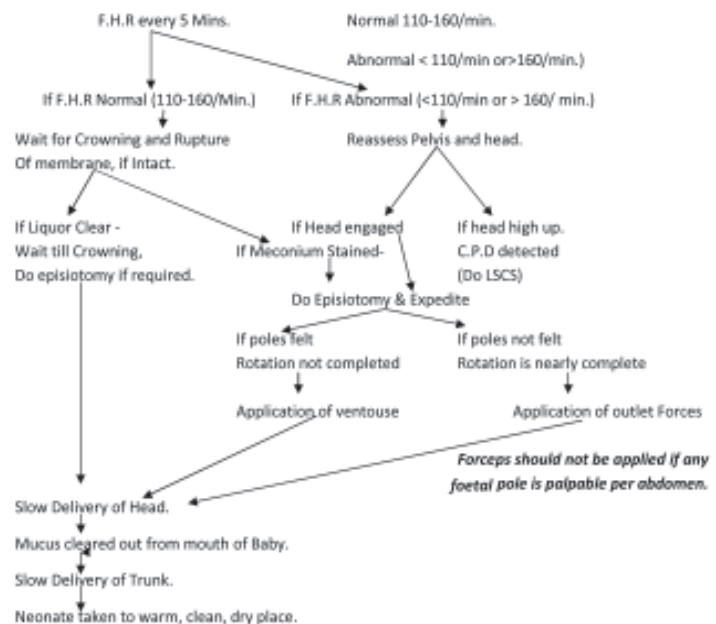 F.H.R every 5 Mins.
Normal 110-160/min.
Abnormal < 110/min or>160/min.)
If F.H.R Normal (110-160/Min.)
If F.H.R Abnormal (<110/min or > 160/ min.)
Wait for Crowning and Rupture
Of membrane, if Intact.
Reassess Pelvis and head.
If Liquor Clear -
Wait till Crowning,
Do episiotomy if required.
If Head engaged
If Meconium Stained-
If head high up.
C.P.D detected
(Do LSCS)
Do Episiotomy & Expedite
If poles felt
Rotation not completed
If poles not felt
Rotation is nearly complete
Application of ventouse
Application of outlet Forces
Forceps should not be applied if any
foetal pole is palpable per abdomen.
Slow Delivery of Head.
Mucus cleared out from mouth of Baby.
Slow Delivery of Trunk.
Neonate taken to warm, clean, dry place.